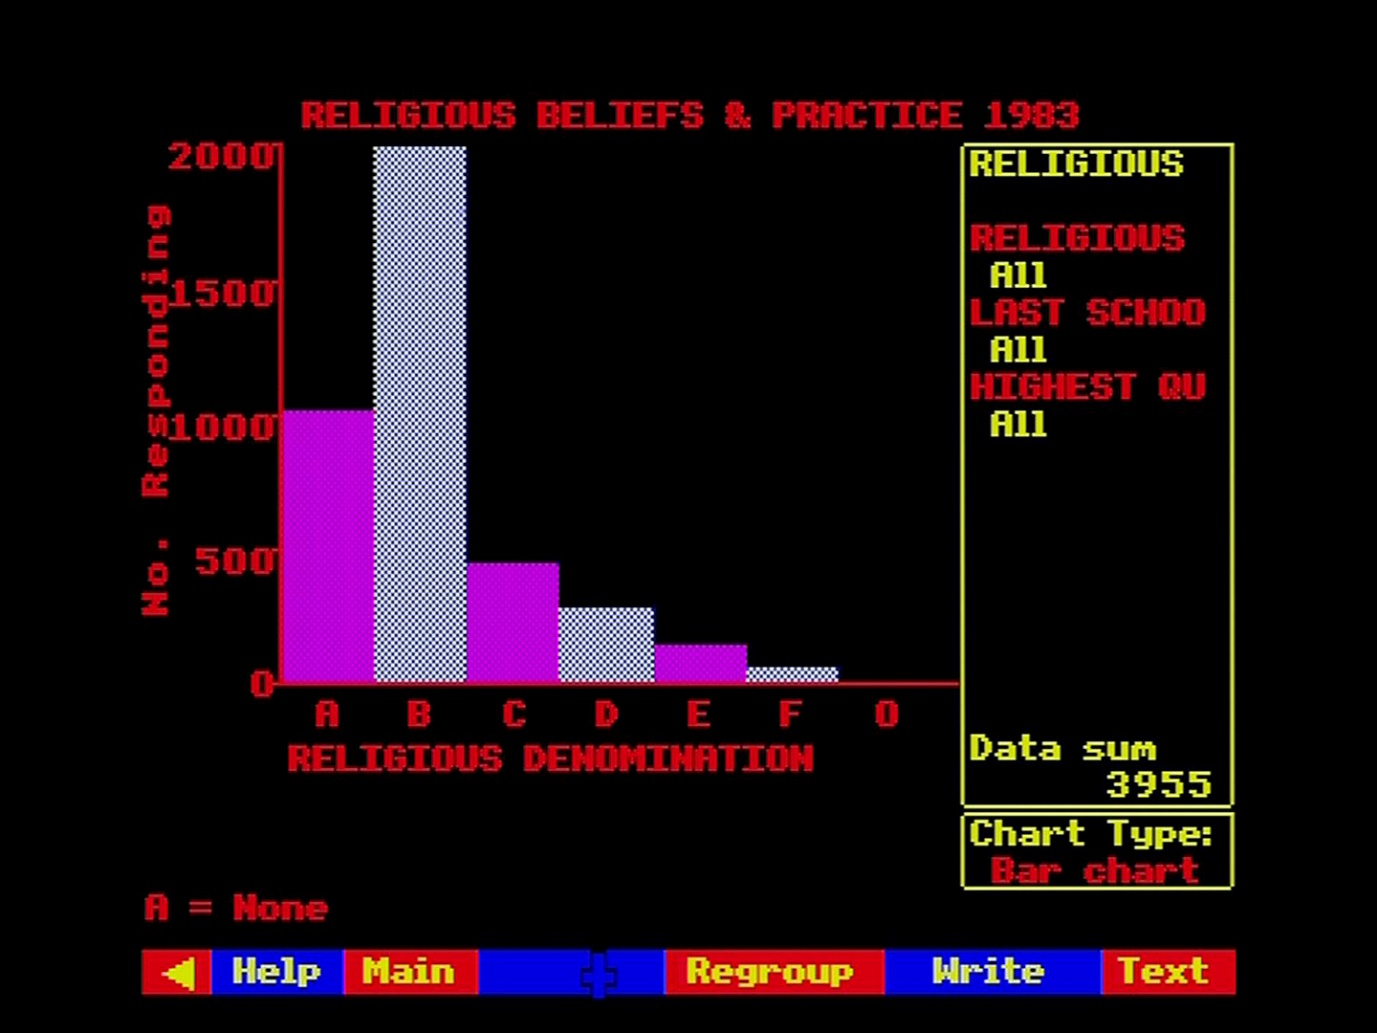 RELIGIOUS BELIEFS & PRACTICE 1983
2000
1500
1000
500
0
No. Responding
A B C D E F O
RELIGIOUS DENOMINATION
RELIGIOUS
RELIGIOUS
All
LAST SCHOO
All
HIGHEST QU
All
Data sum
3955
Chart Type:
Bar chart
A = None
Help Main Regroup Write Text